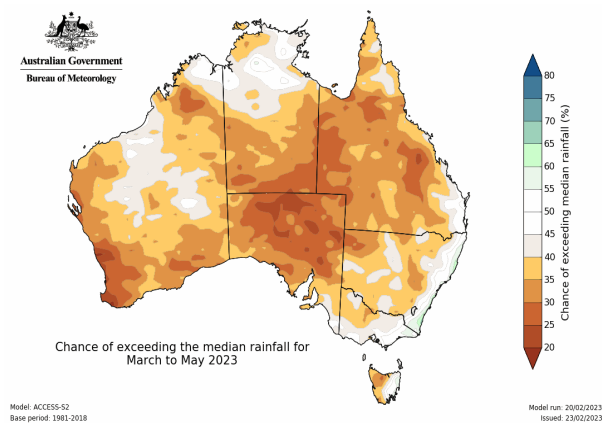 Australian Government
Bureau of Meteorology
80
75
70
65
60
55
50
45
40
35
30
25
20
Chance of exceeding median rainfall (%)
Chance of exceeding the median rainfall for
March to May 2023
Model: ACCESS-S2
Base period: 1981-2018
Model run: 20/02/2023
Issued: 23/02/2023